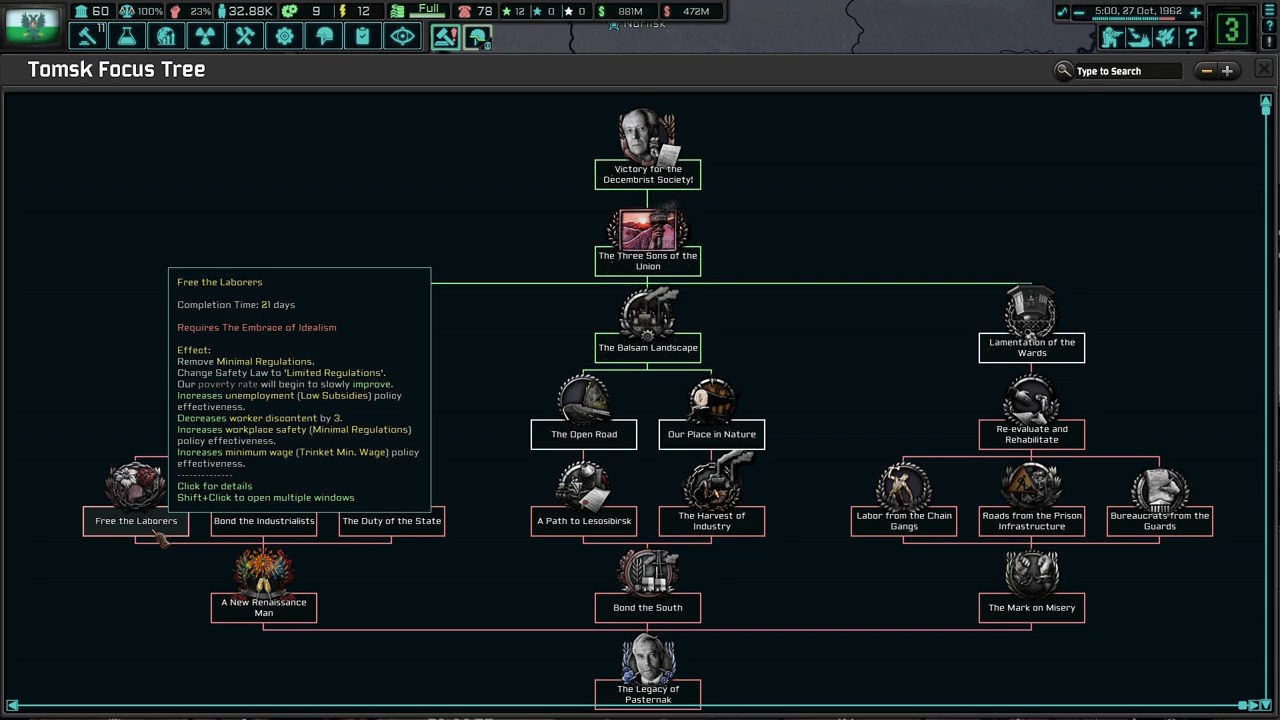 60 100% 23% 32.88K 9 12 Full 78 12 0 0 881M 472M
5:00, 27 Oct, 1962
11
3
Tomsk Focus Tree
Type to Search
Victory for the
Decembrist Society!
The Three Sons of the
Union
Free the Laborers
Completion Time: 21 days
Requires The Embrace of Idealism
Effect:
Remove Minimal Regulations.
Change Safety Law to 'Limited Regulations'.
Our poverty rate will begin to slowly improve.
Increases unemployment (Low Subsidies) policy
effectiveness.
Decreases worker discontent by 3.
Increases workplace safety (Minimal Regulations)
policy effectiveness.
Increases minimum wage (Trinket Min. Wage) policy
effectiveness.
--------------
Click for details
Shift+Click to open multiple windows
The Balsam Landscape
Lamentation of the
Wards
The Open Road
Our Place in Nature
Re-evaluate and
Rehabilitate
Free the Laborers
Bond the Industrialists
The Duty of the State
A Path to Lesosibirsk
The Harvest of
Industry
Labor from the Chain
Gangs
Roads from the Prison
Infrastructure
Bureaucrats from the
Guards
A New Renaissance
Man
Bond the South
The Mark on Misery
The Legacy of
Pasternak